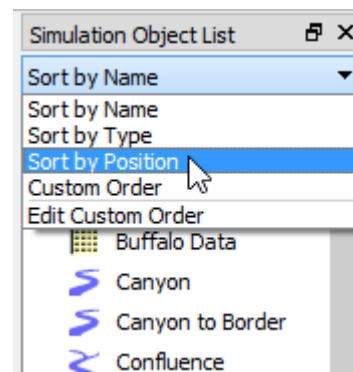 Simulation Object List
Sort by Name
Sort by Name
Sort by Type
Sort by Position
Custom Order
Edit Custom Order
Buffalo Data
Canyon
Canyon to Border
Confluence